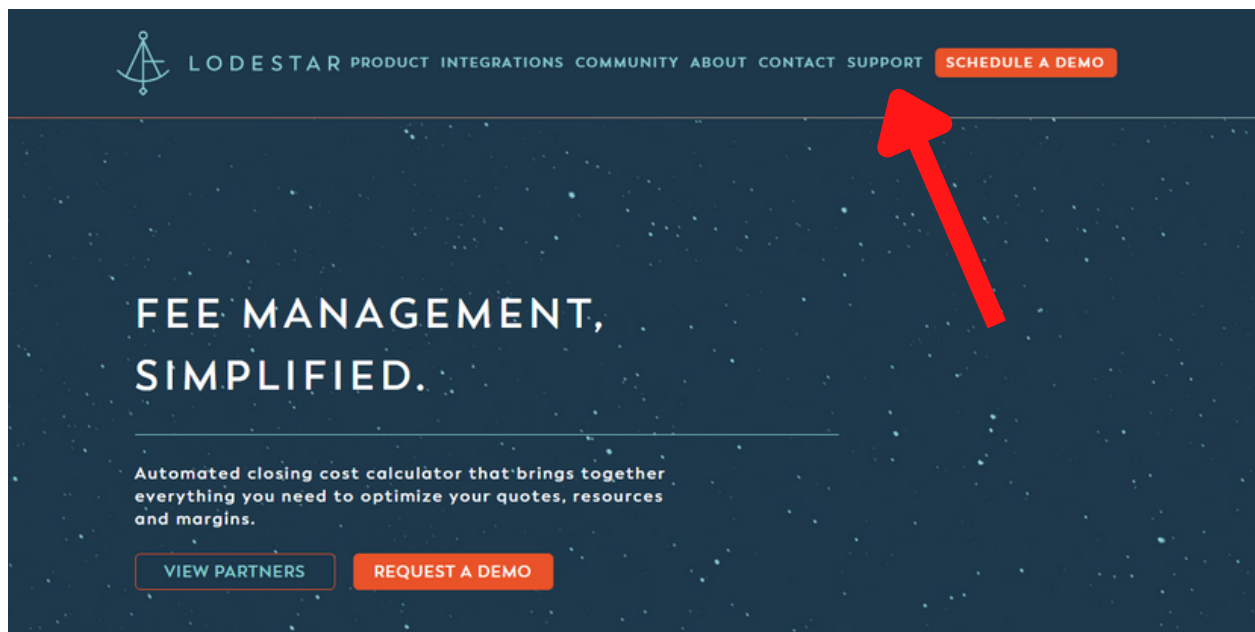 LODESTAR PRODUCT INTEGRATIONS COMMUNITY ABOUT CONTACT SUPPORT SCHEDULE A DEMO
FEE MANAGEMENT,
SIMPLIFIED.
Automated closing cost calculator that brings together
everything you need to optimize your quotes, resources
and margins.
VIEW PARTNERS REQUEST A DEMO